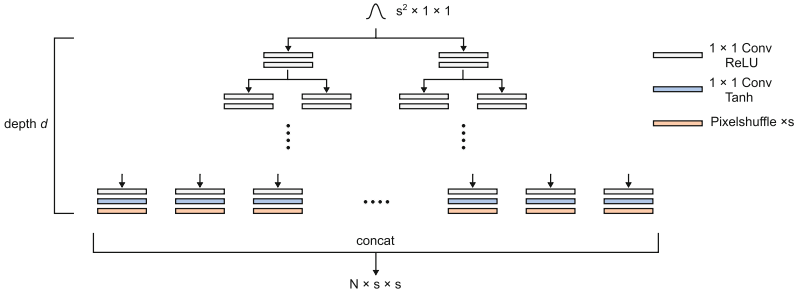 s² × 1 × 1
1 × 1 Conv
ReLU
1 × 1 Conv
Tanh
Pixelshuffle ×s
depth d
concat
N × s × s